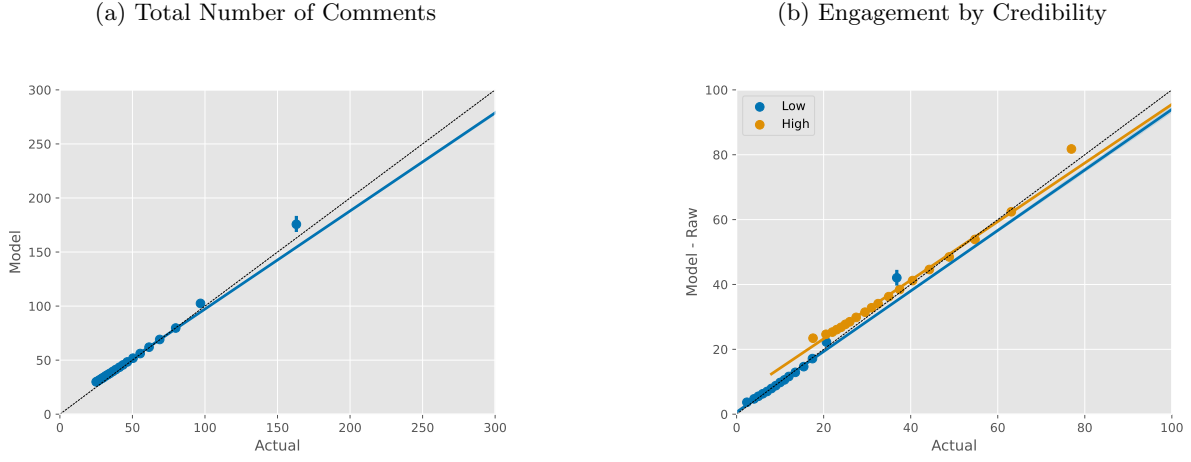 (a) Total Number of Comments
300
250
200
150
100
50
0
Model
0 50 100 150 200 250 300
Actual
(b) Engagement by Credibility
Low
High
100
80
60
40
20
0
Model - Raw
0 20 40 60 80 100
Actual